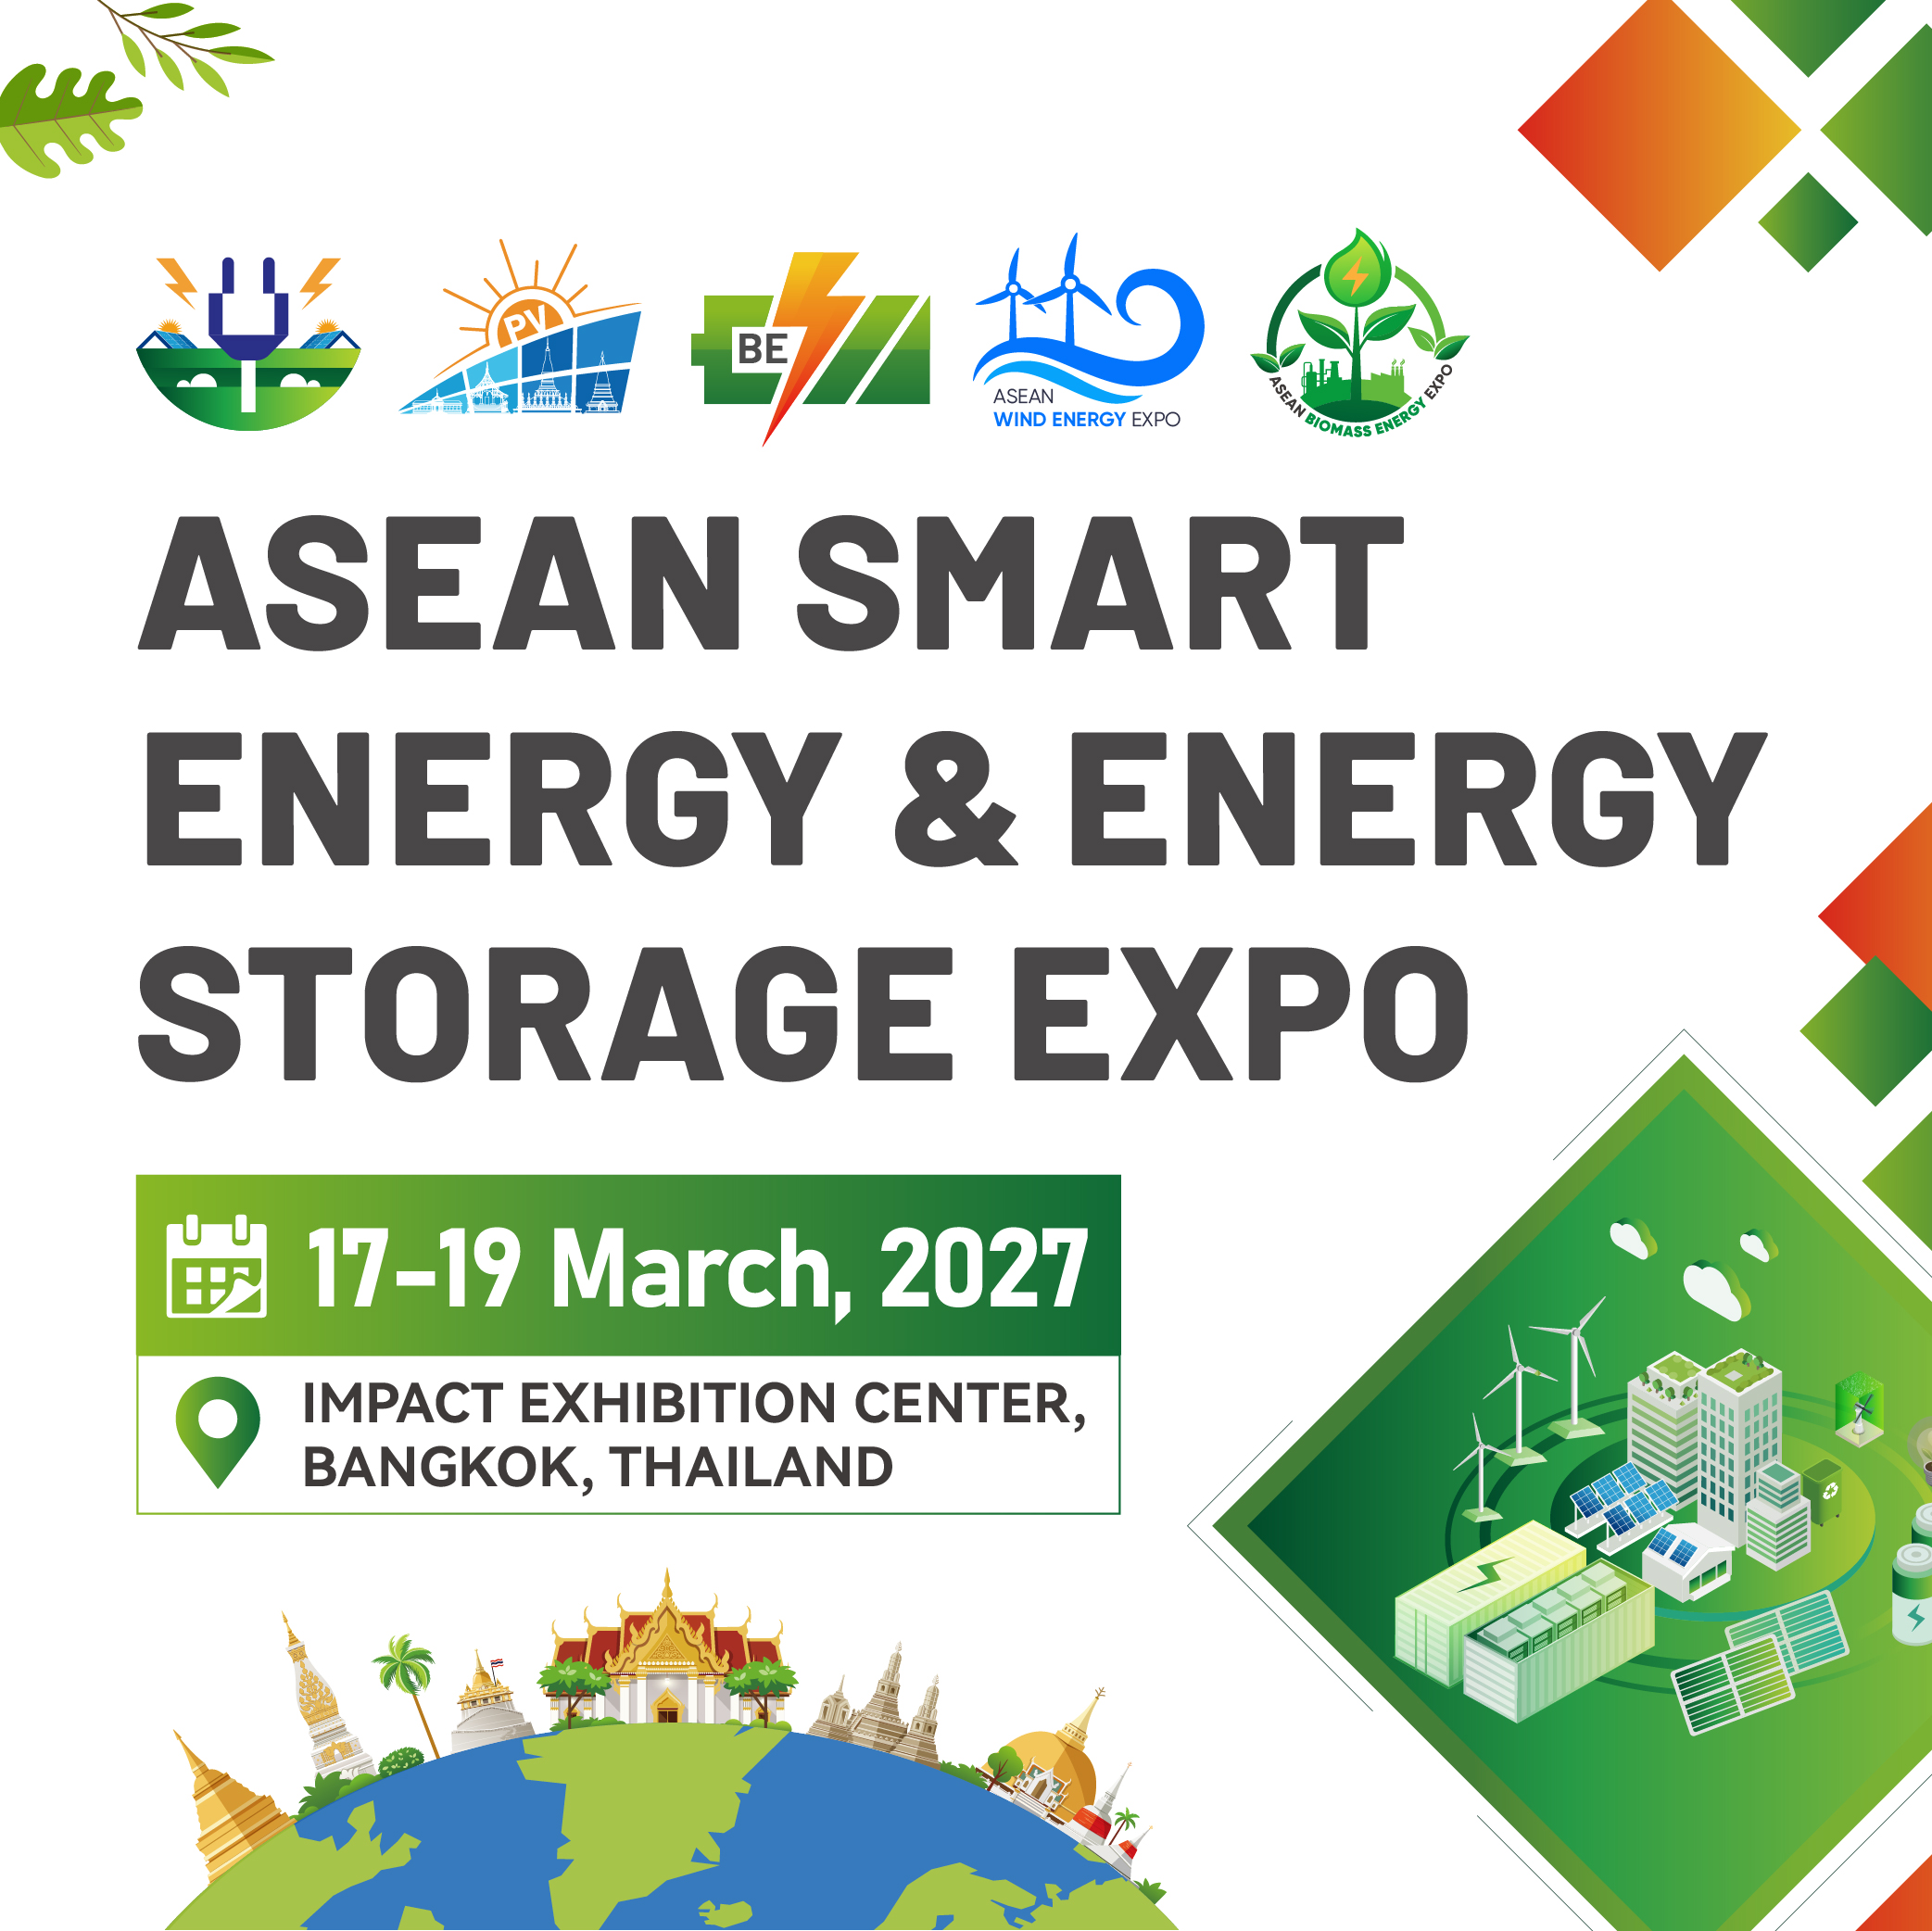 PV
BE
ASEAN
WIND ENERGY EXPO
ASEAN BIOMASS ENERGY EXPO
ASEAN SMART
ENERGY & ENERGY
STORAGE EXPO
17-19 March, 2027
IMPACT EXHIBITION CENTER,
BANGKOK, THAILAND